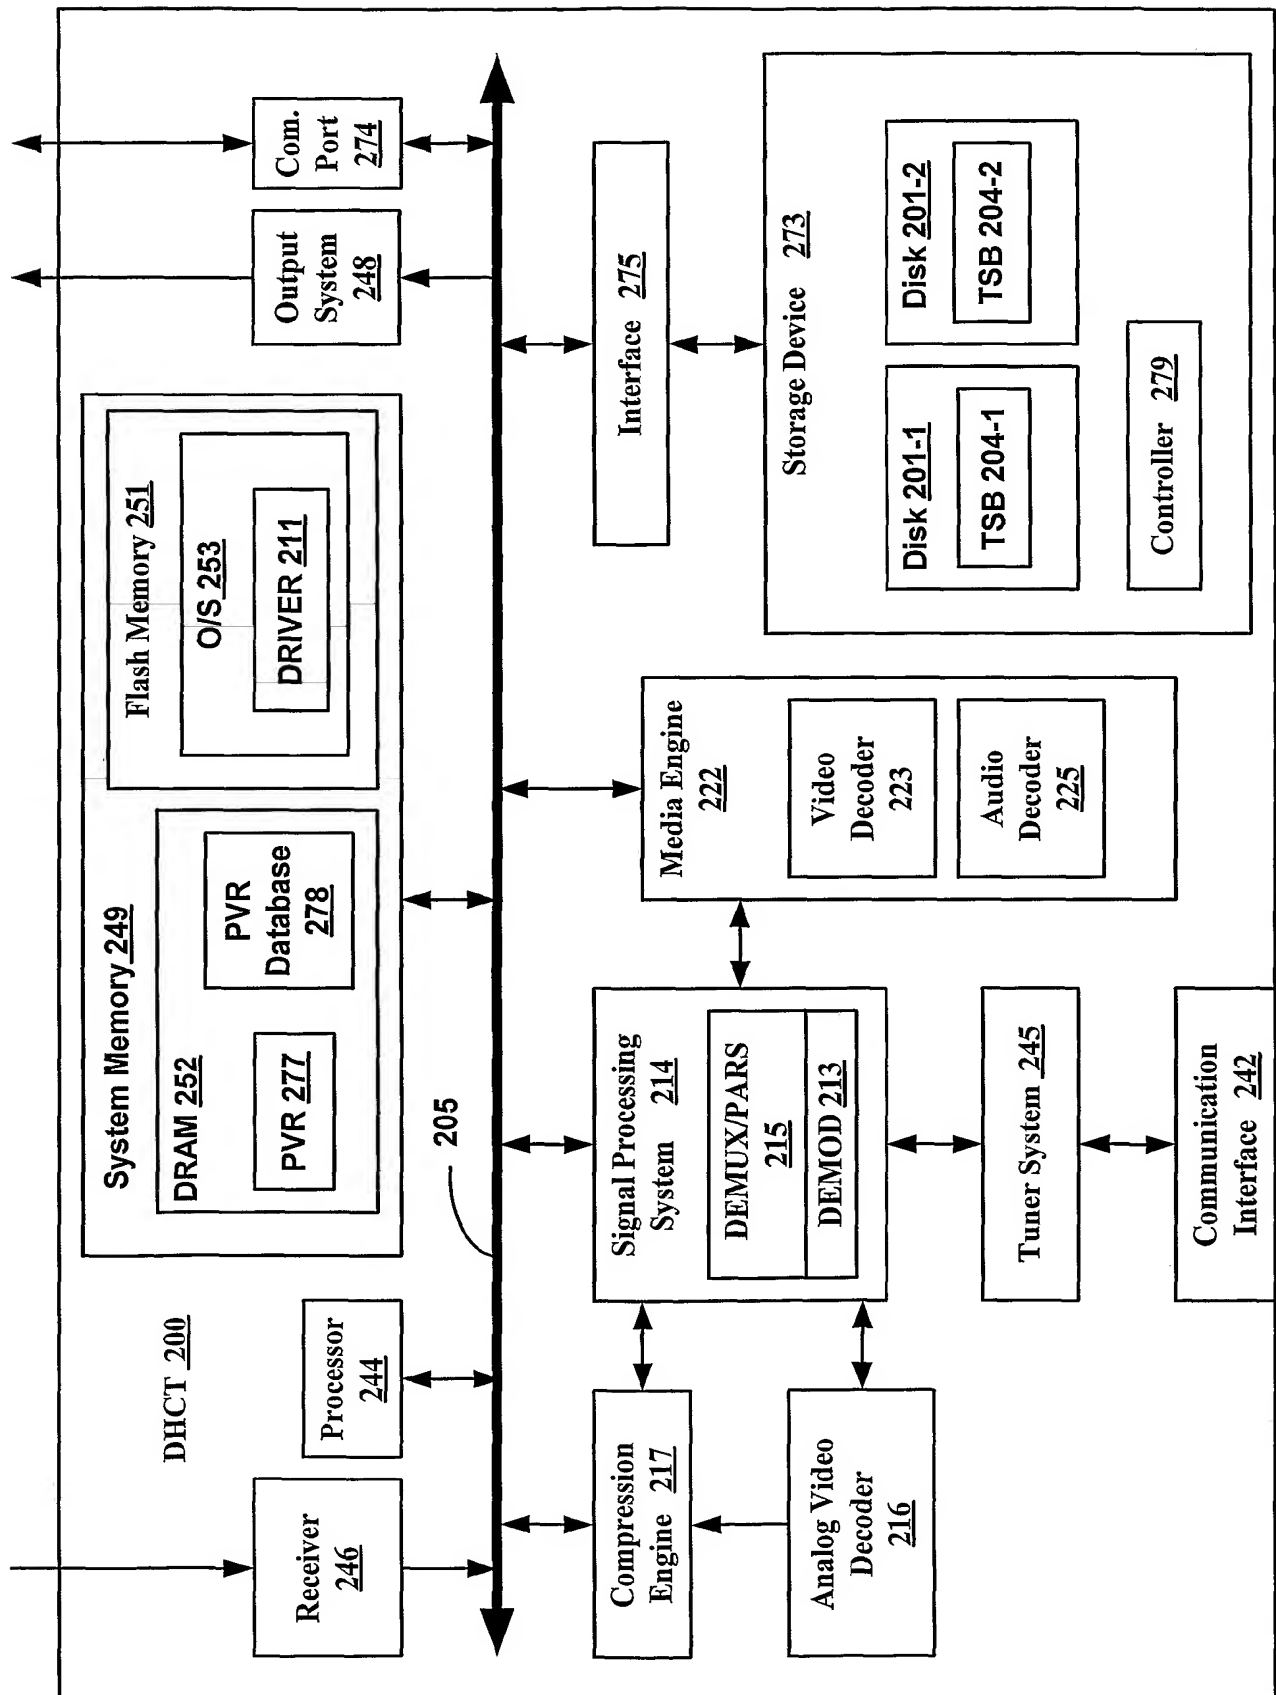 DHCT 200
Receiver
246
Processor
244
System Memory 249
DRAM 252
PVR 277
PVR
Database
278
Flash Memory 251
O/S 253
DRIVER 211
Output
System
248
Com.
Port
274
205
Compression
Engine 217
Analog Video
Decoder
216
Signal Processing
System 214
DEMUX/PARS
215
DEMOD 213
Tuner System 245
Communication
Interface 242
Media Engine
222
Video
Decoder
223
Audio
Decoder
225
Interface 275
Storage Device 273
Disk 201-1
TSB 204-1
Disk 201-2
TSB 204-2
Controller 279